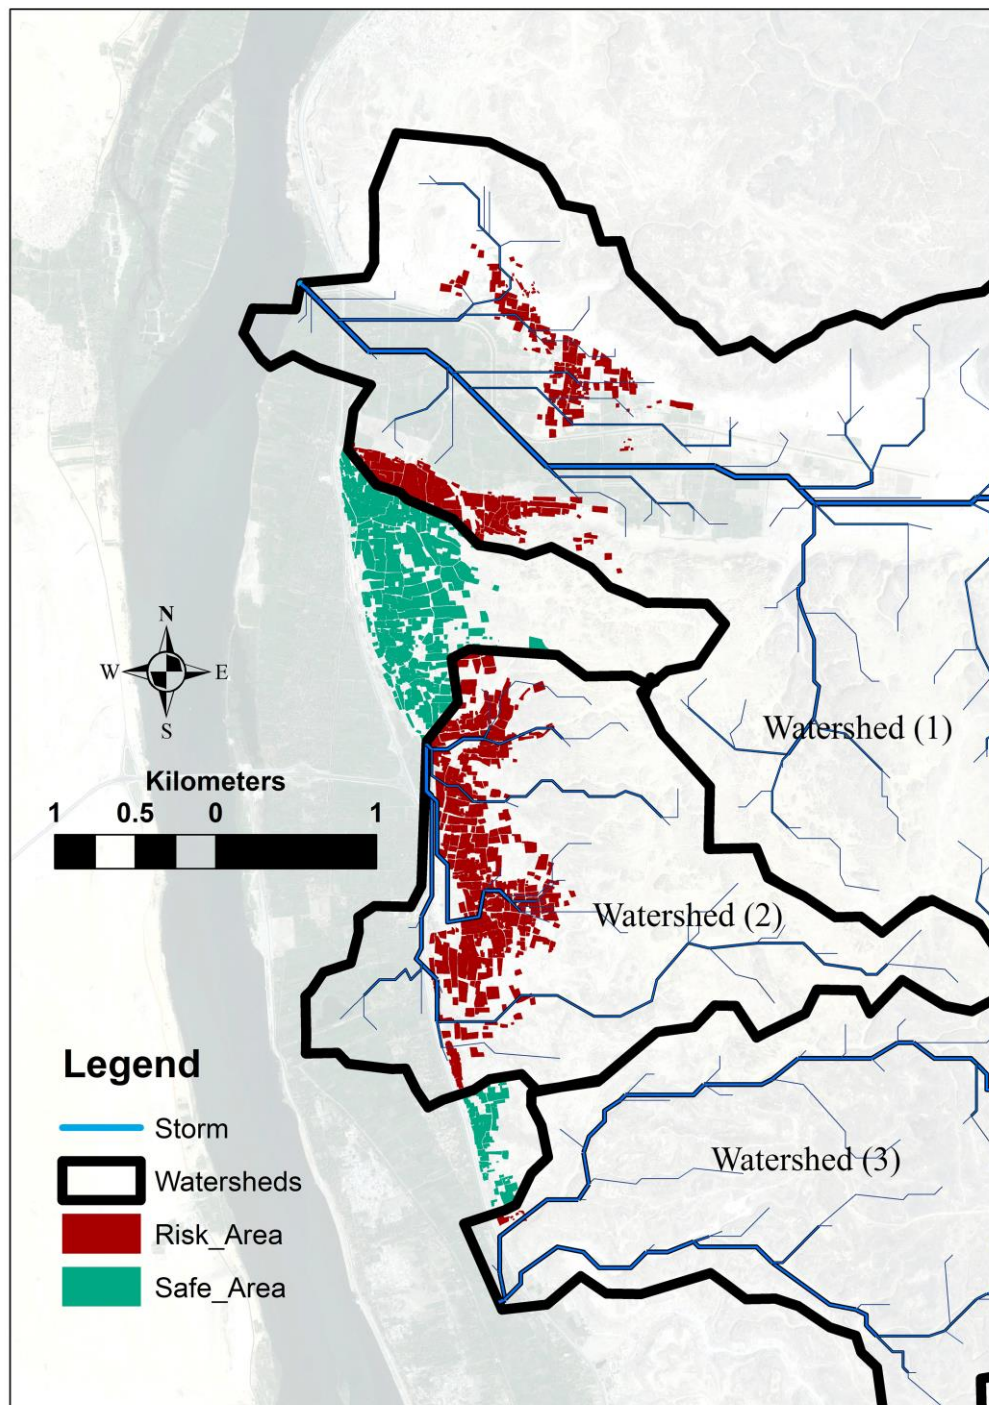 N
W E
S
Kilometers
1 0.5 0 1
Watershed (1)
Watershed (2)
Watershed (3)
Legend
Storm
Watersheds
Risk_Area
Safe_Area